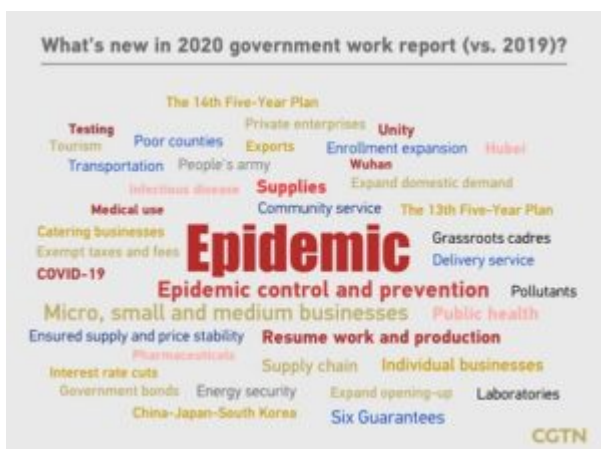 What's new in 2020 government work report (vs. 2019)?
The 14th Five-Year Plan
Testing
Private enterprises
Unity
Tourism
Poor counties
Exports
Enrollment expansion
Hubei
Transportation
People's army
Wuhan
Infectious disease
Supplies
Expand domestic demand
Medical use
Community service
The 13th Five-Year Plan
Catering businesses
Epidemic
Grassroots cadres
Exempt taxes and fees
Delivery service
COVID-19
Epidemic control and prevention
Pollutants
Micro, small and medium businesses
Public health
Ensured supply and price stability
Resume work and production
Pharmaceuticals
Interest rate cuts
Supply chain
Individual businesses
Government bonds
Energy security
Expand opening-up
Laboratories
China-Japan-South Korea
Six Guarantees
CGTN